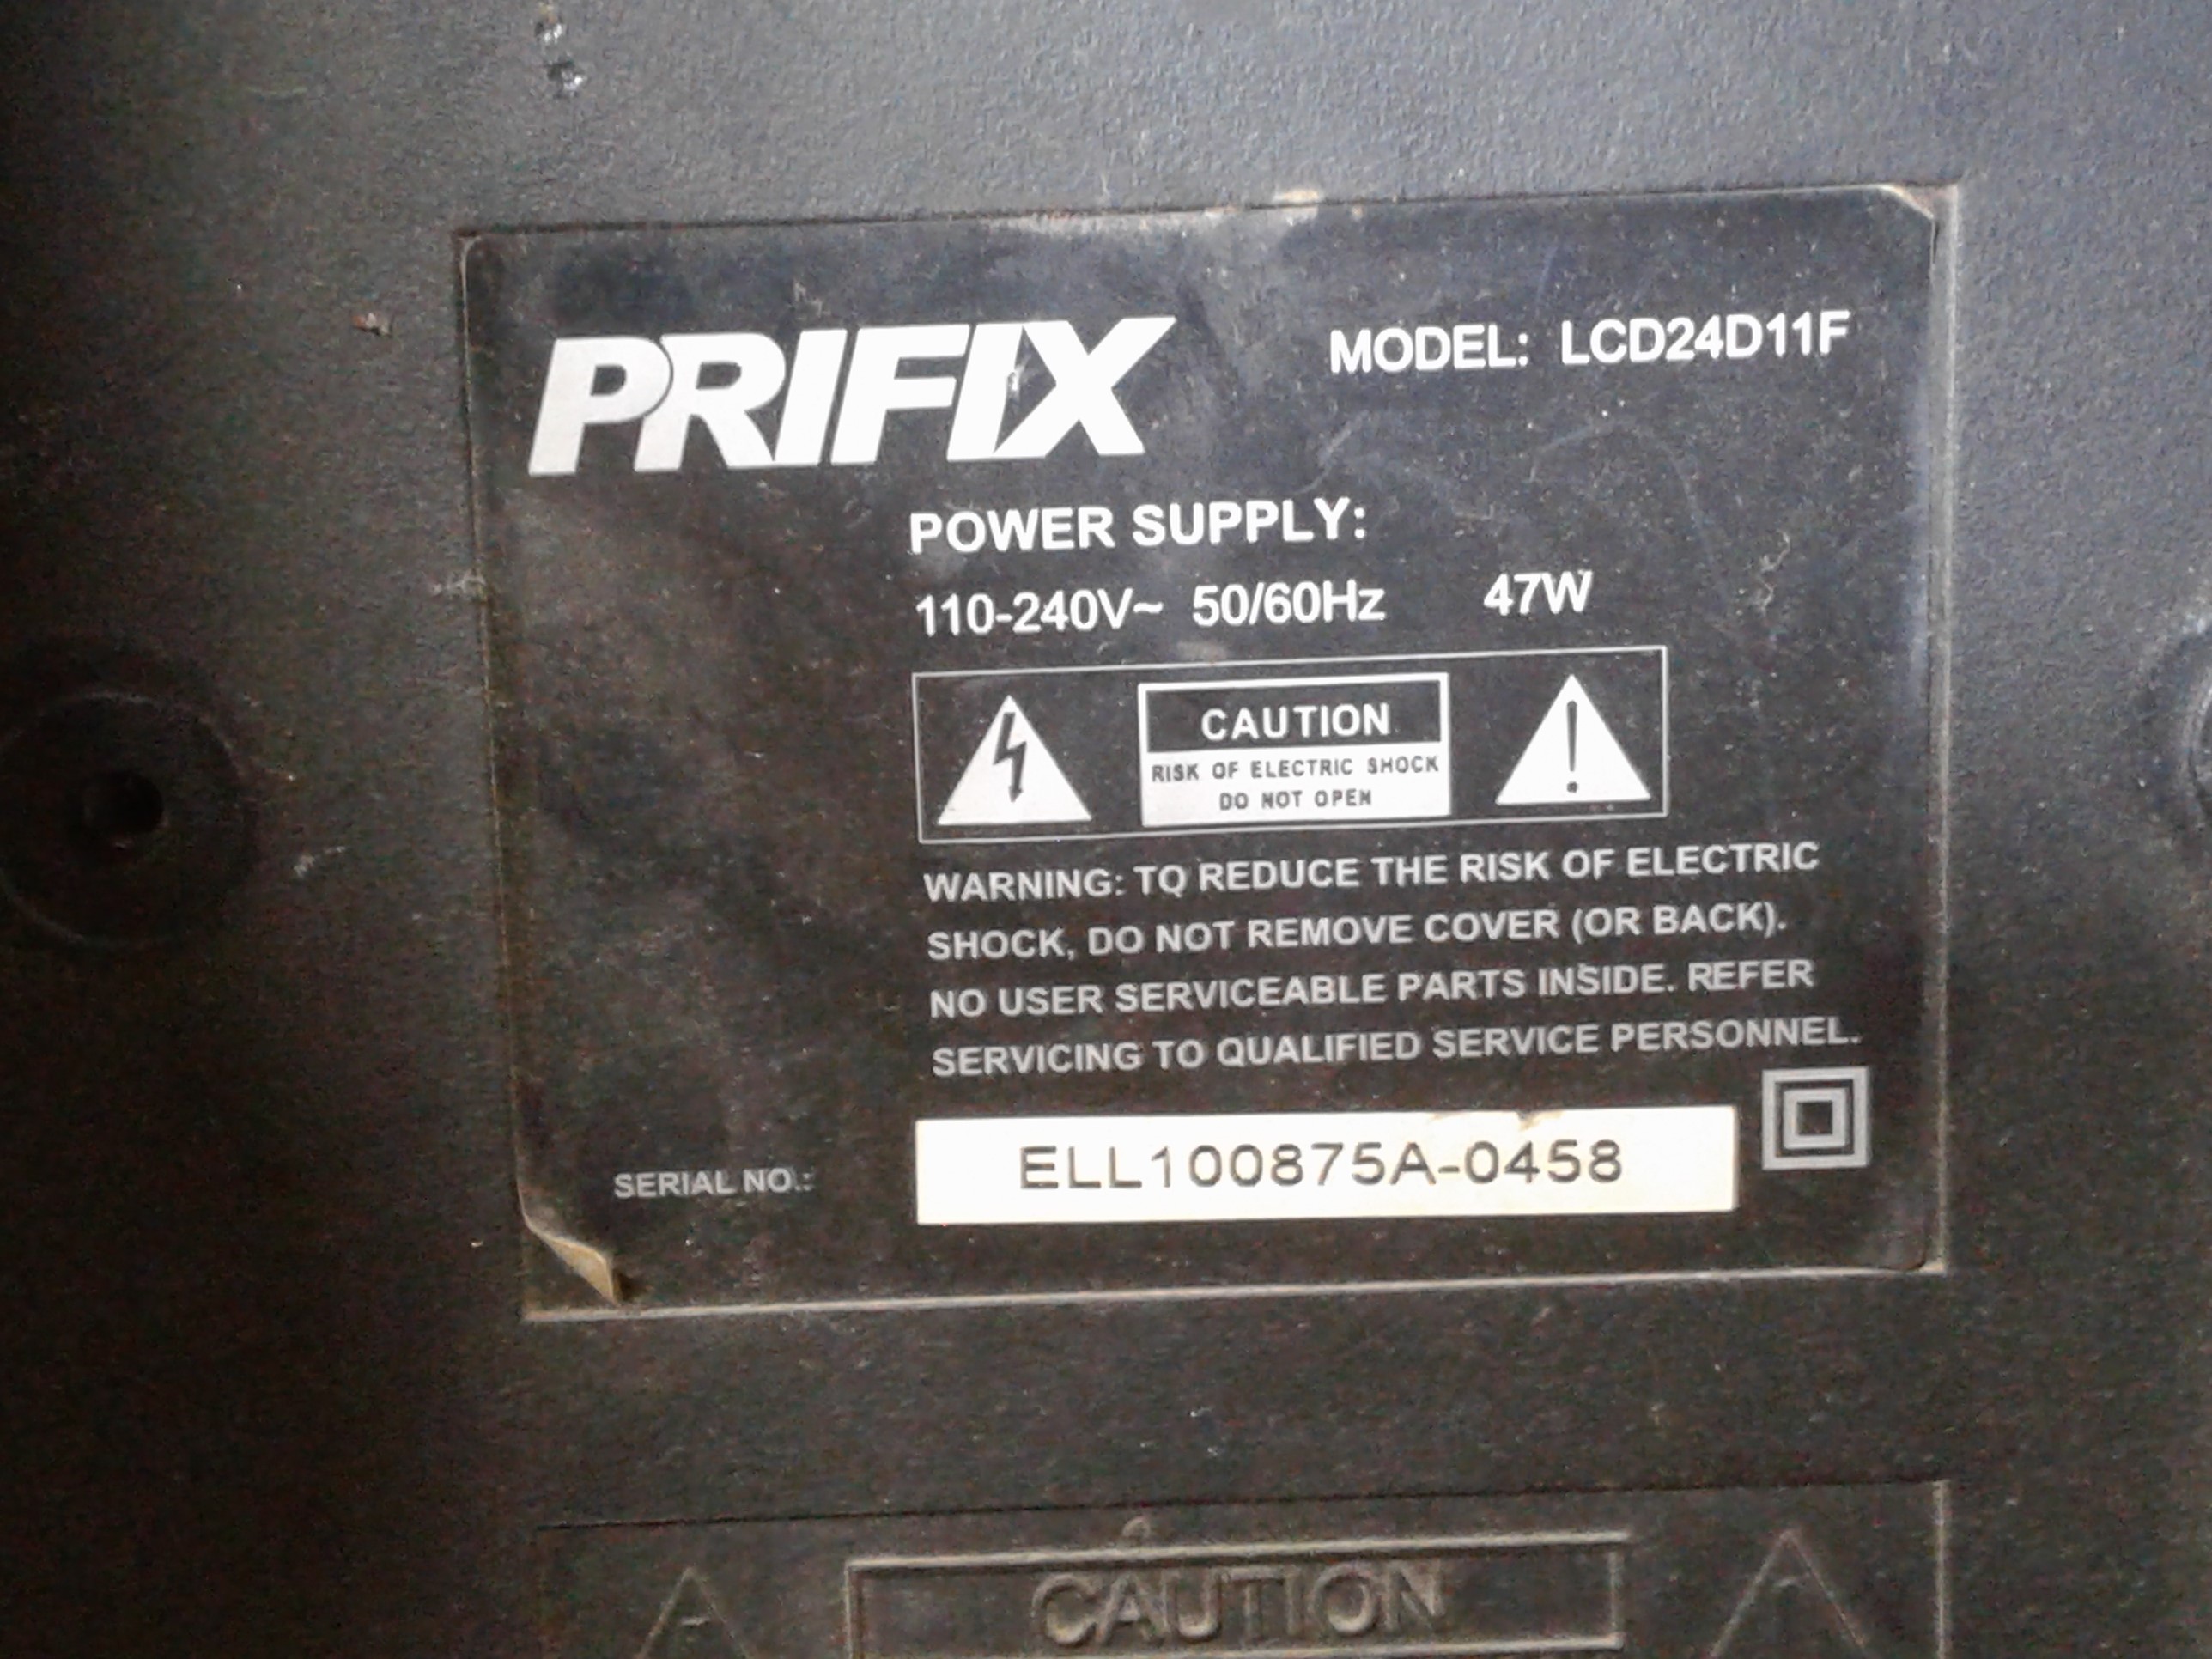 PRIFIX
MODEL: LCD24D11F
POWER SUPPLY:
110-240V~ 50/60Hz 47W
CAUTION
RISK OF ELECTRIC SHOCK
DO NOT OPEN
WARNING: TO REDUCE THE RISK OF ELECTRIC
SHOCK, DO NOT REMOVE COVER (OR BACK).
NO USER SERVICEABLE PARTS INSIDE. REFER
SERVICING TO QUALIFIED SERVICE PERSONNEL.
SERIAL NO.: ELL100875A-0458
CAUTION